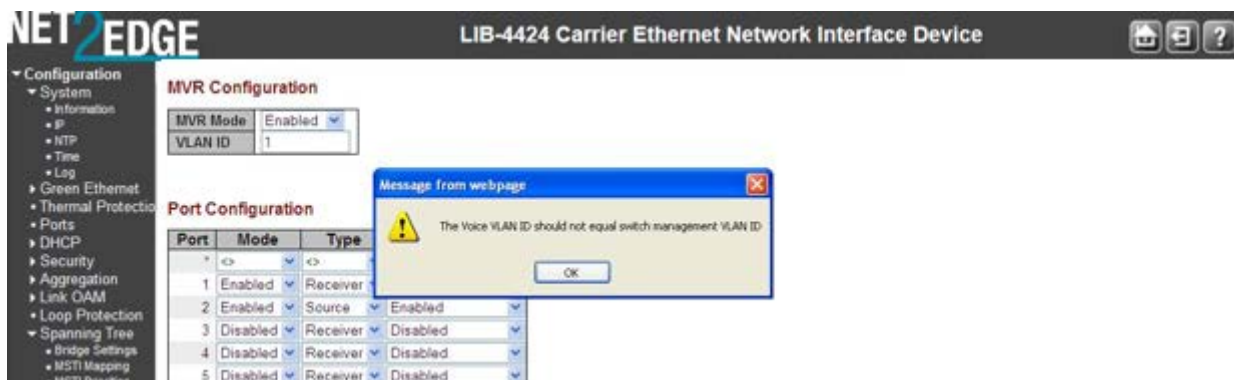 NET2EDGE
LIB-4424 Carrier Ethernet Network Interface Device
?
Configuration
System
Information
IP
NTP
Time
Log
Green Ethernet
Thermal Protectio
Ports
DHCP
Security
Aggregation
Link OAM
Loop Protection
Spanning Tree
Bridge Settings
MSTI Mapping
MVR Configuration
MVR Mode Enabled
VLAN ID 1
Message from webpage
The Voice VLAN ID should not equal switch management VLAN ID
OK
Port Configuration
Port Mode Type
* <> <>
1 Enabled Receiver
2 Enabled Source Enabled
3 Disabled Receiver Disabled
4 Disabled Receiver Disabled
5 Disabled Receiver Disabled